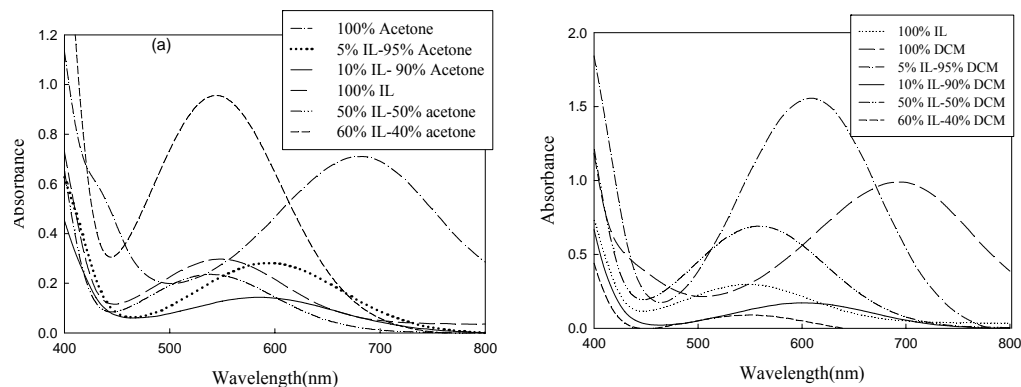 (a)
100% Acetone
5% IL-95% Acetone
10% IL- 90% Acetone
100% IL
50% IL-50% acetone
60% IL-40% acetone
Absorbance
1.2
1.0
0.8
0.6
0.4
0.2
0.0
400 500 600 700 800
Wavelength(nm)
100% IL
100% DCM
5% IL-95% DCM
10% IL-90% DCM
50% IL-50% DCM
60% IL-40% DCM
Absorbance
2.0
1.5
1.0
0.5
0.0
400 500 600 700 800
Wavelength(nm)